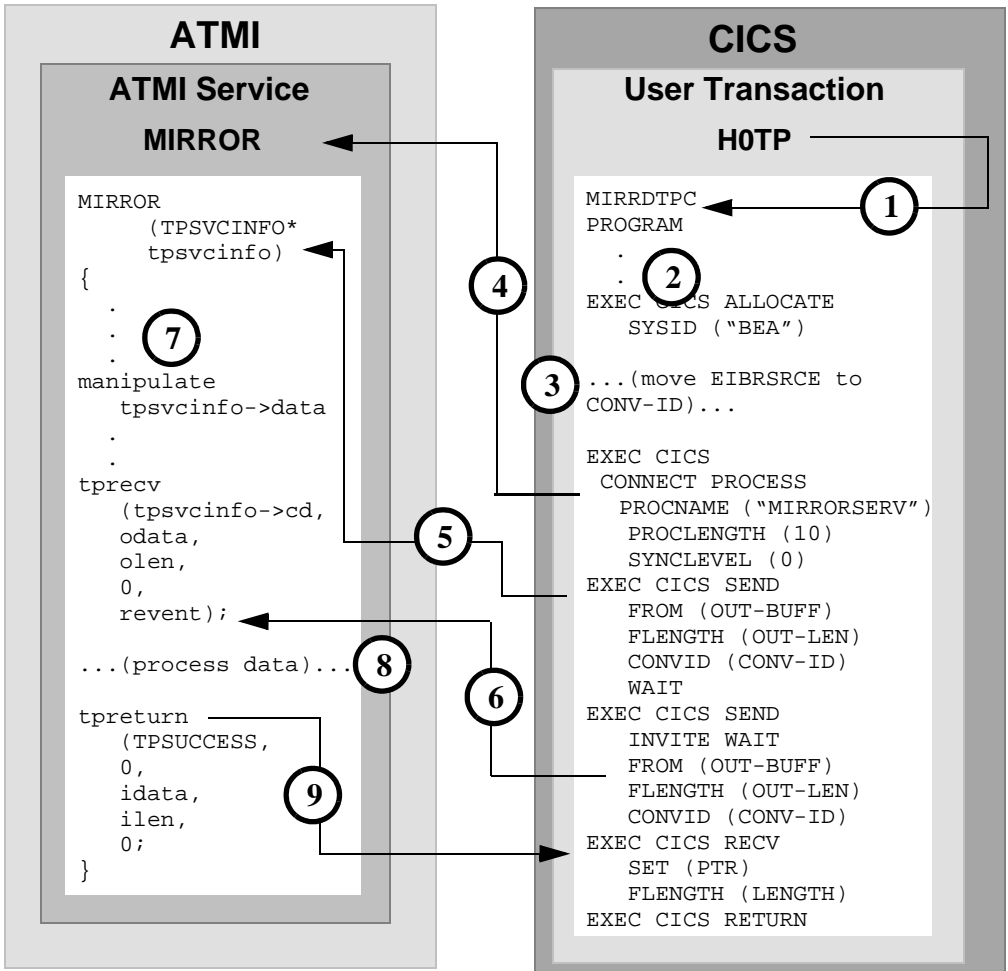 ATMI
ATMI Service
MIRROR
MIRROR
(TPSVCINFO*
tpsvcinfo)
{
.
.
.
7
manipulate
tpsvcinfo->data
.
.
tprecv
(tpsvcinfo->cd,
odata,
olen,
0,
revent);
...(process data)...
8
tpreturn
(TPSUCCESS,
0,
idata,
ilen,
0;
}
9
4
5
6
CICS
User Transaction
H0TP
1
MIRRDTPC
PROGRAM
.
.
2
EXEC CICS ALLOCATE
SYSID (“BEA”)
3
...(move EIBRSRCE to
CONV-ID)...
EXEC CICS
CONNECT PROCESS
PROCNAME (“MIRRORSERV”)
PROCLENGTH (10)
SYNCLEVEL (0)
EXEC CICS SEND
FROM (OUT-BUFF)
FLENGTH (OUT-LEN)
CONVID (CONV-ID)
WAIT
EXEC CICS SEND
INVITE WAIT
FROM (OUT-BUFF)
FLENGTH (OUT-LEN)
CONVID (CONV-ID)
EXEC CICS RECV
SET (PTR)
FLENGTH (LENGTH)
EXEC CICS RETURN